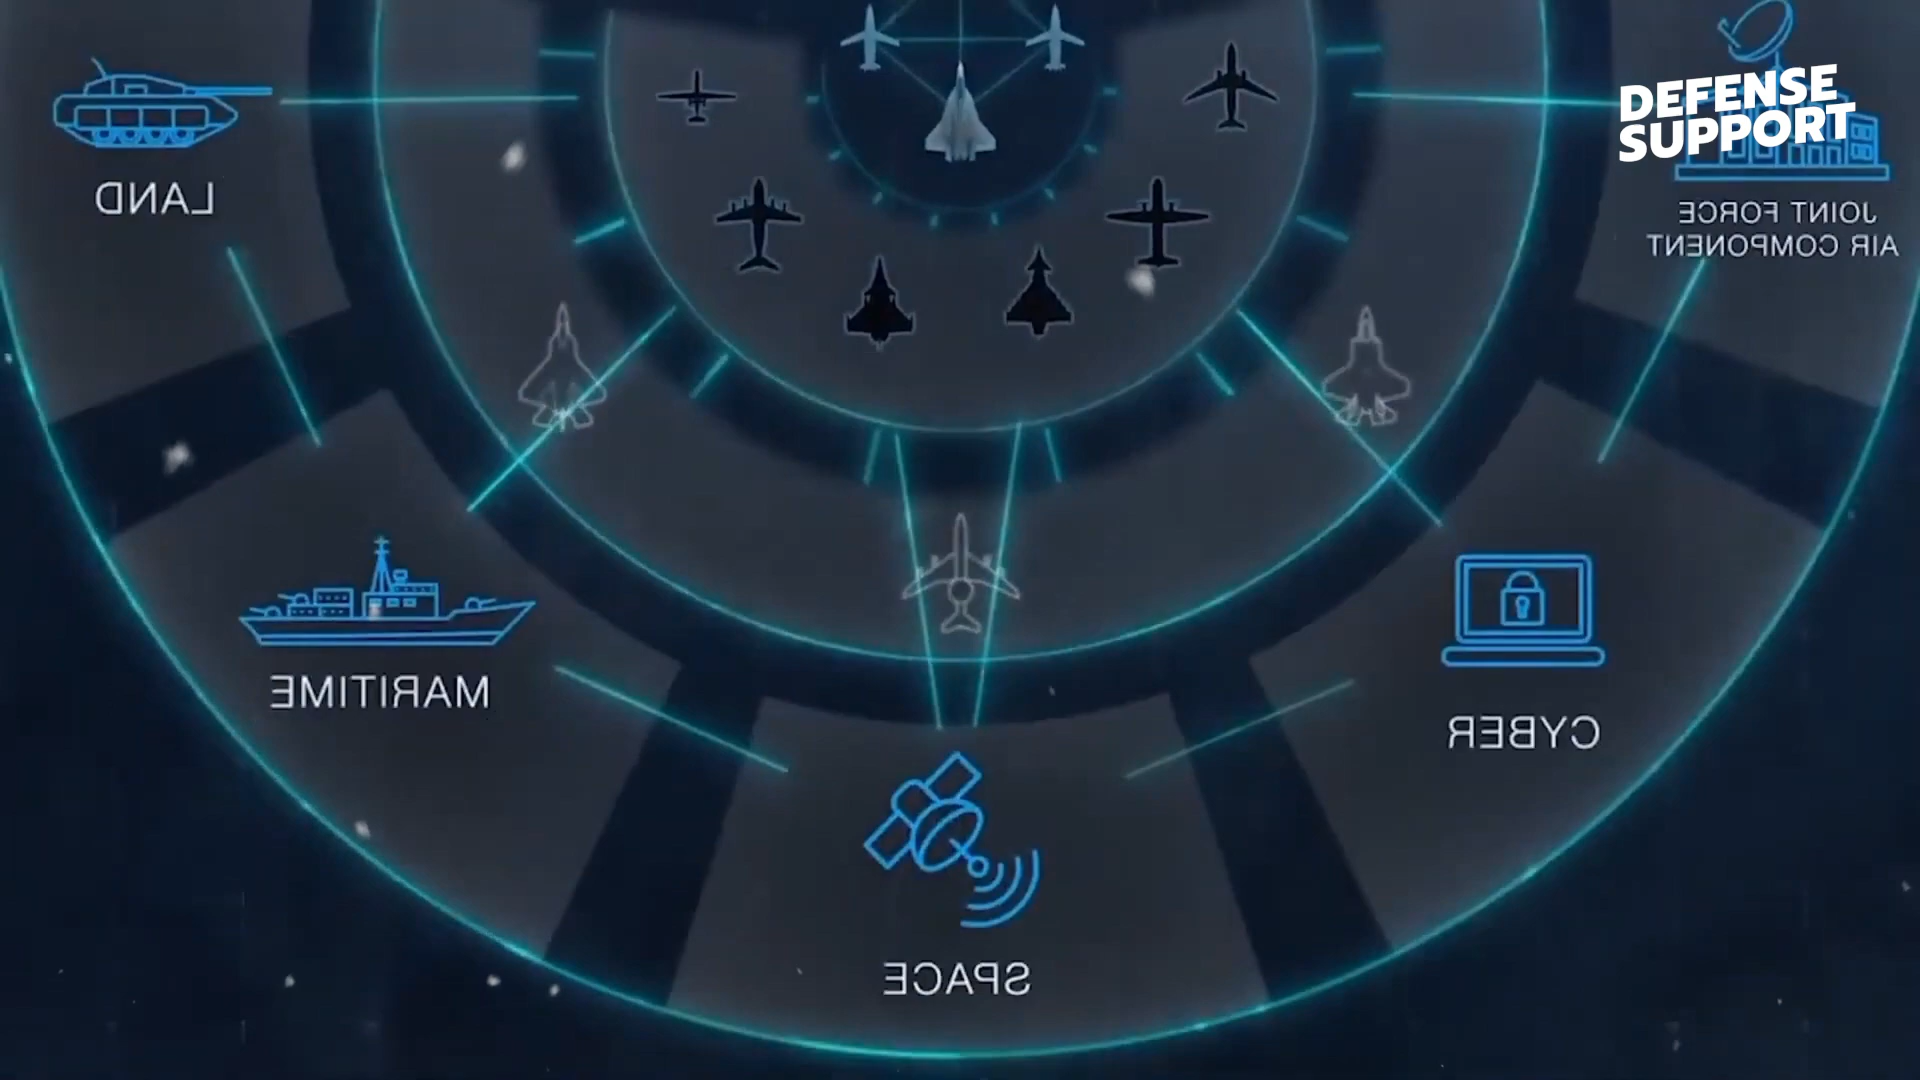 DEFENSE
SUPPORT
LAND
JOINT FORCE
AIR COMPONENT
MARITIME
CYBER
SPACE